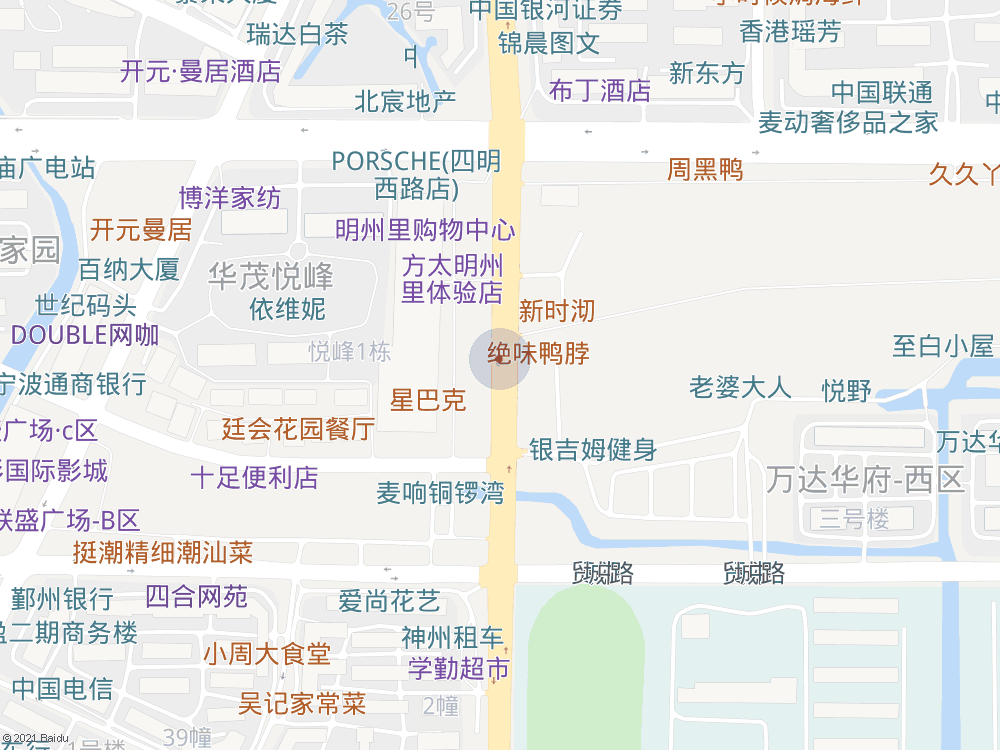 26号
中国银河证券
瑞达白茶
锦晨图文
香港瑶芳
开元·曼居酒店
新东方
布丁酒店
中国联通
北宸地产
麦动奢侈品之家
庙广电站
PORSCHE(四明
西路店)
周黑鸭
久久丫
博洋家纺
开元曼居
明州里购物中心
家园
百纳大厦
华茂悦峰
方太明州
里体验店
世纪码头
依维妮
新时沏
DOUBLE网咖
悦峰1栋
绝味鸭脖
至白小屋
宁波通商银行
星巴克
老婆大人
悦野
广场·c区
廷会花园餐厅
银吉姆健身
万达华
国际影城
十足便利店
万达华府-西区
麦响铜锣湾
联盛广场-B区
三号楼
挺潮精细潮汕菜
鄞州银行
四合网苑
爱尚花艺
盈二期商务楼
神州租车
小周大食堂
学勤超市
中国电信
吴记家常菜
2幢
39幢
1号楼
© 2021 Baidu